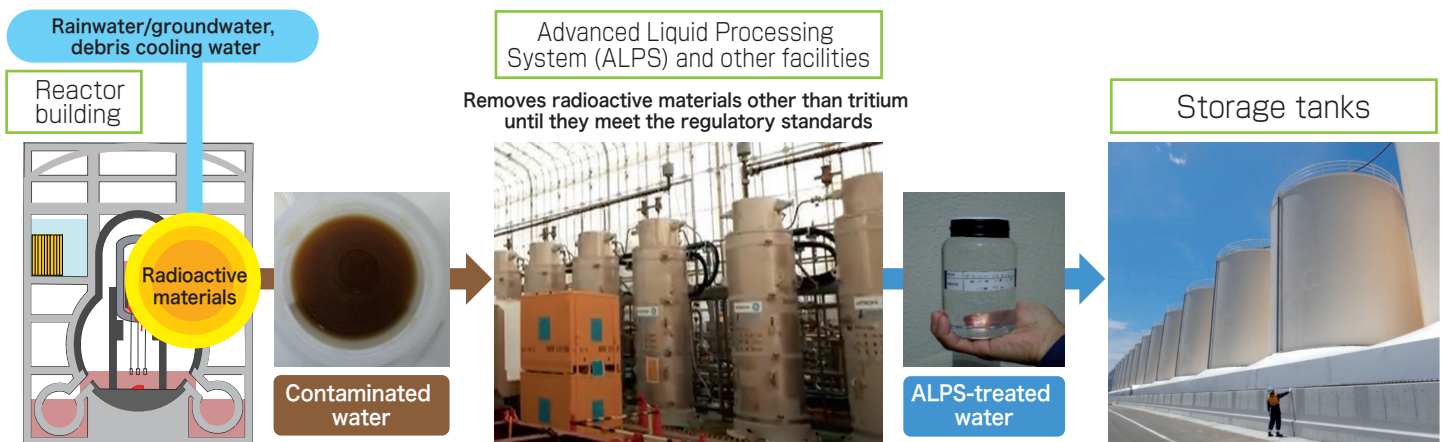 Rainwater/groundwater,
debris cooling water
Reactor
building
Radioactive
materials
Contaminated
water
Advanced Liquid Processing
System (ALPS) and other facilities
Removes radioactive materials other than tritium
until they meet the regulatory standards
ALPS-treated
water
Storage tanks